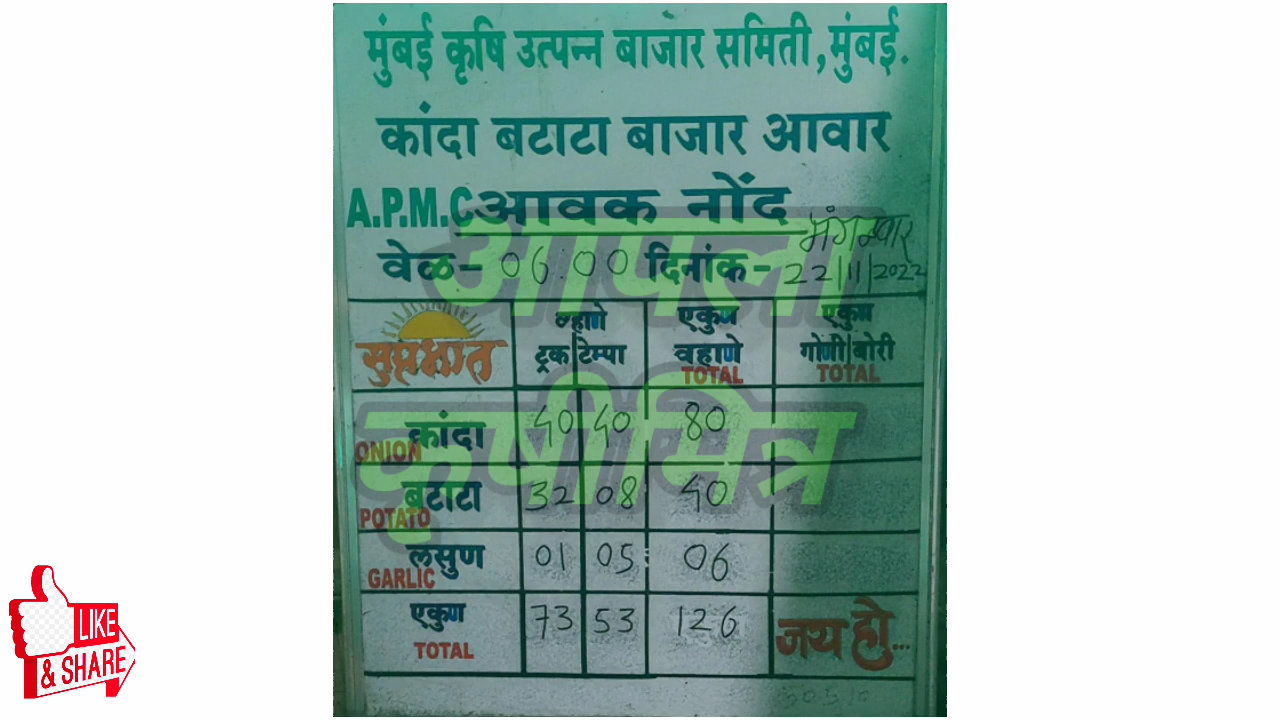 मुंबई कृषि उत्पन्न बाजार समिती, मुंबई.
कांदा बटाटा बाजार आवार
A.P.M.C आवक नोंद
मंगळवार
वेळ- 06:00 दिनांक- 22/11/2022
आपला
कृषीमित्र
सुप्रभात
वहाणे
ट्रक|टेम्पा
एकुण
वहाणे
TOTAL
एकुण
गोणी|बोरी
TOTAL
कांदा 40 40 80
ONION
बटाटा 32 08 40
POTATO
लसुण 01 05 06
GARLIC
एकुण 73 53 126
TOTAL
जय हो...
LIKE
& SHARE